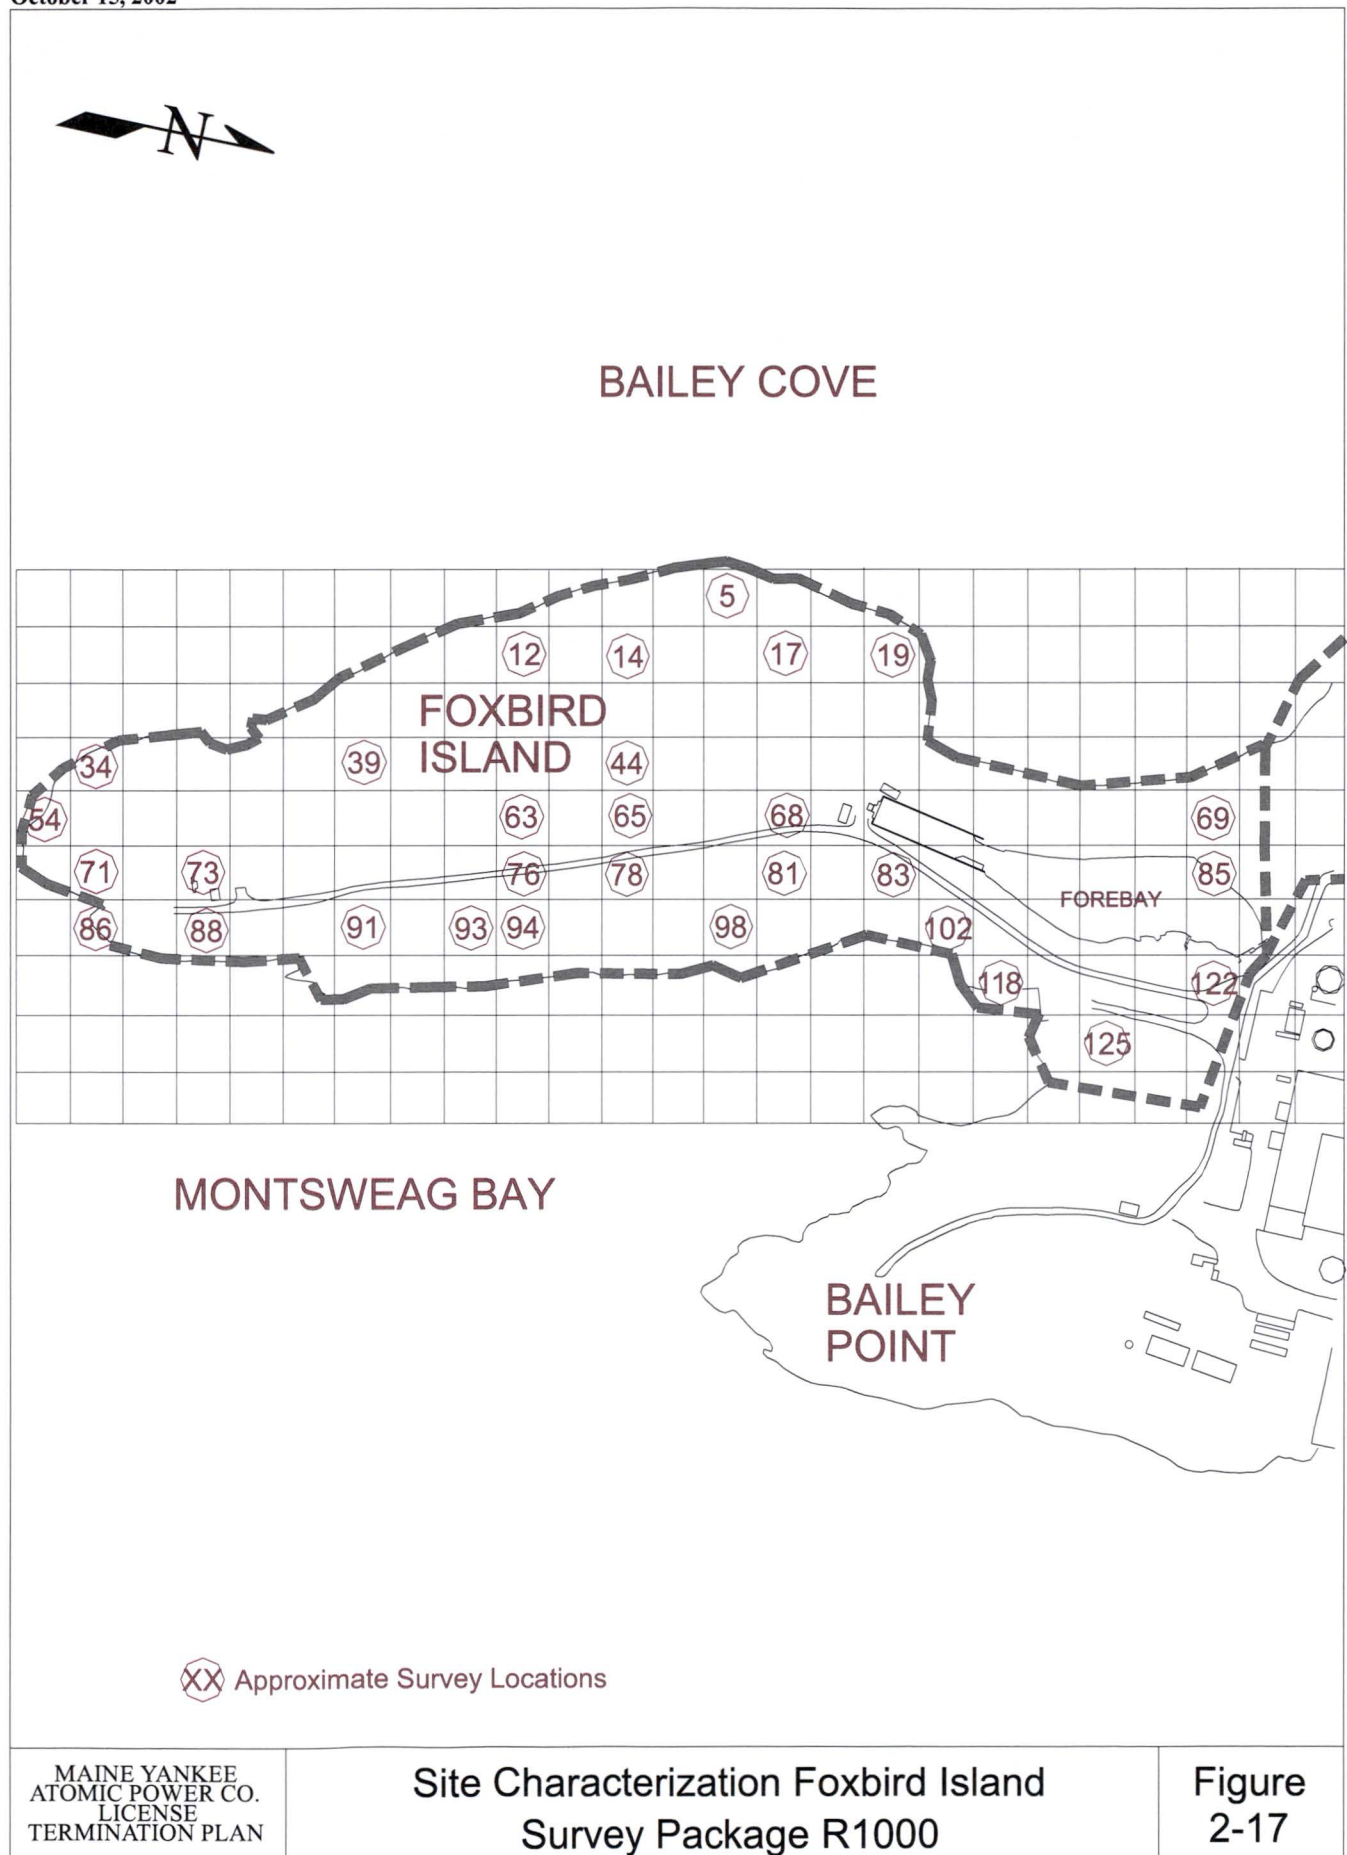 October 15, 2002
N
BAILEY COVE
5
12 14 17 19
FOXBIRD
ISLAND
34 39 44
54 63 65 68 69
71 73 76 78 81 83 85
FOREBAY
86 88 91 93 94 98 102
118 122
125
MONTSWEAG BAY
BAILEY
POINT
XX Approximate Survey Locations
MAINE YANKEE
ATOMIC POWER CO.
LICENSE
TERMINATION PLAN
Site Characterization Foxbird Island
Survey Package R1000
Figure
2-17